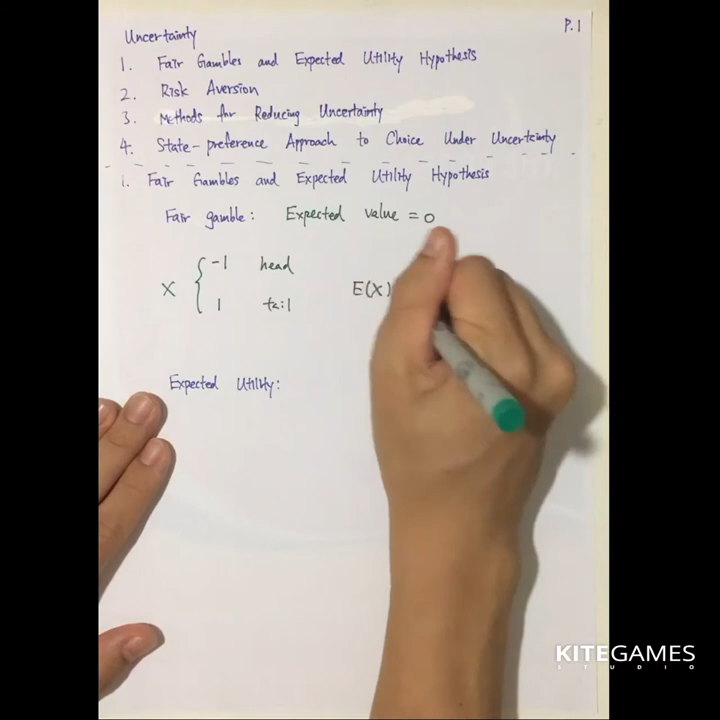 P.1
Uncertainty
1. Fair Gambles and Expected Utility Hypothesis
2. Risk Aversion
3. Methods for Reducing Uncertainty
4. State-preference Approach to Choice Under Uncertainty
1. Fair Gambles and Expected Utility Hypothesis
Fair gamble: Expected value = 0
X { -1 head E(X)
1 tail
Expected Utility:
KITEGAMES
STUDIO